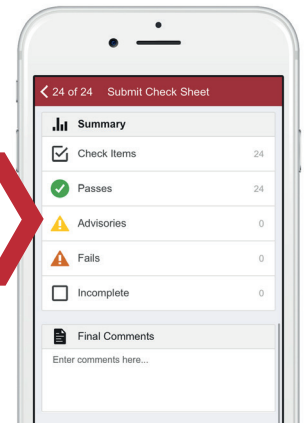 24 of 24 Submit Check Sheet
Summary
Check Items 24
Passes 24
Advisories 0
Fails 0
Incomplete 0
Final Comments
Enter comments here...